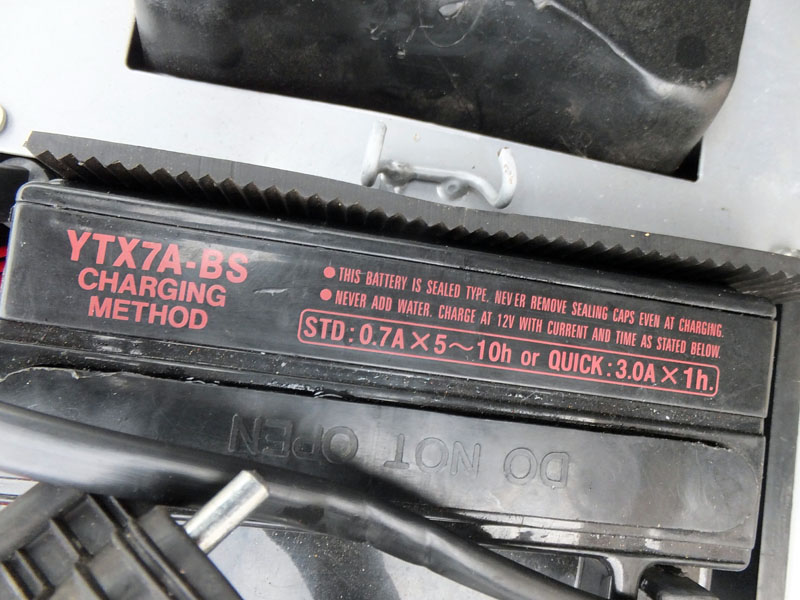 YTX7A-BS
CHARGING
METHOD
● THIS BATTERY IS SEALED TYPE. NEVER REMOVE SEALING CAPS EVEN AT CHARGING.
● NEVER ADD WATER. CHARGE AT 12V WITH CURRENT AND TIME AS STATED BELOW.
STD : 0.7A×5～10h or QUICK : 3.0A×1h.
DO NOT OPEN